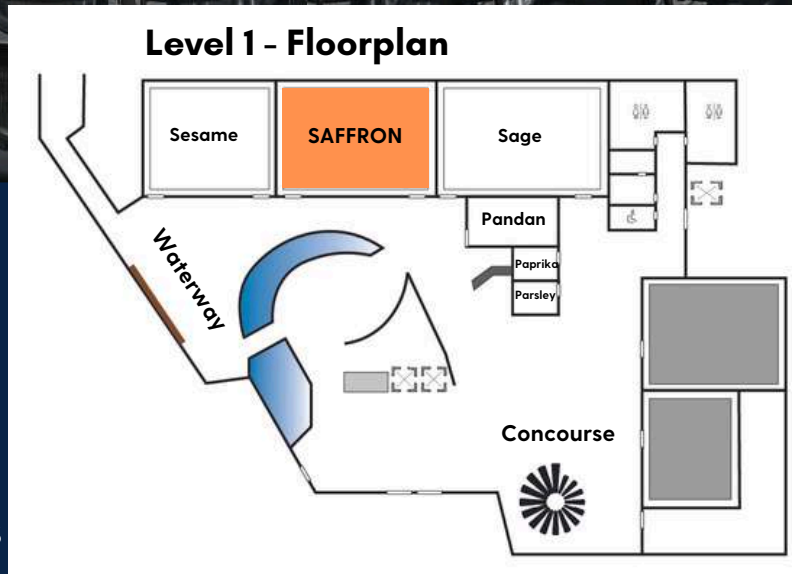 Level 1 - Floorplan
Sesame
SAFFRON
Sage
Pandan
Paprika
Parsley
Waterway
Concourse